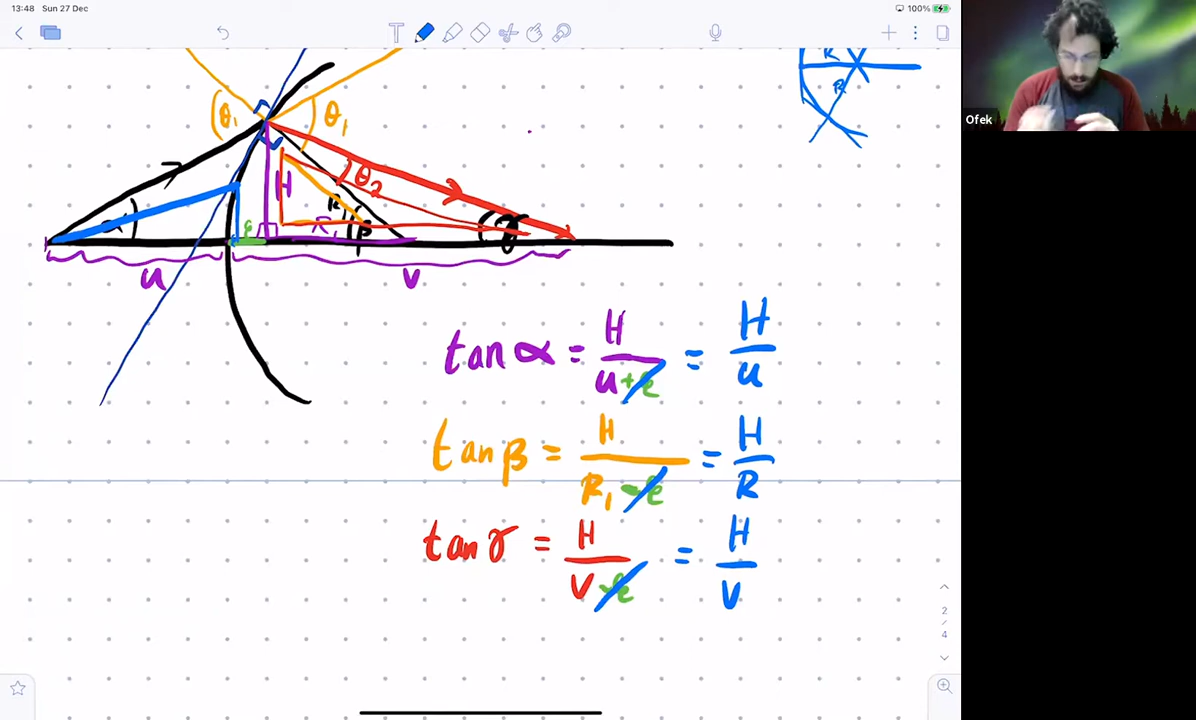 13:48 Sun 27 Dec
100%
T
R
R
θ₁
θ₁
θ₂
H
α
ε
R₁
R
β
γ
u
v
tan α = H / u + ε = H / u
tan β = H / R₁ - ε = H / R
tan γ = H / v - ε = H / v
2
/
4
Ofek